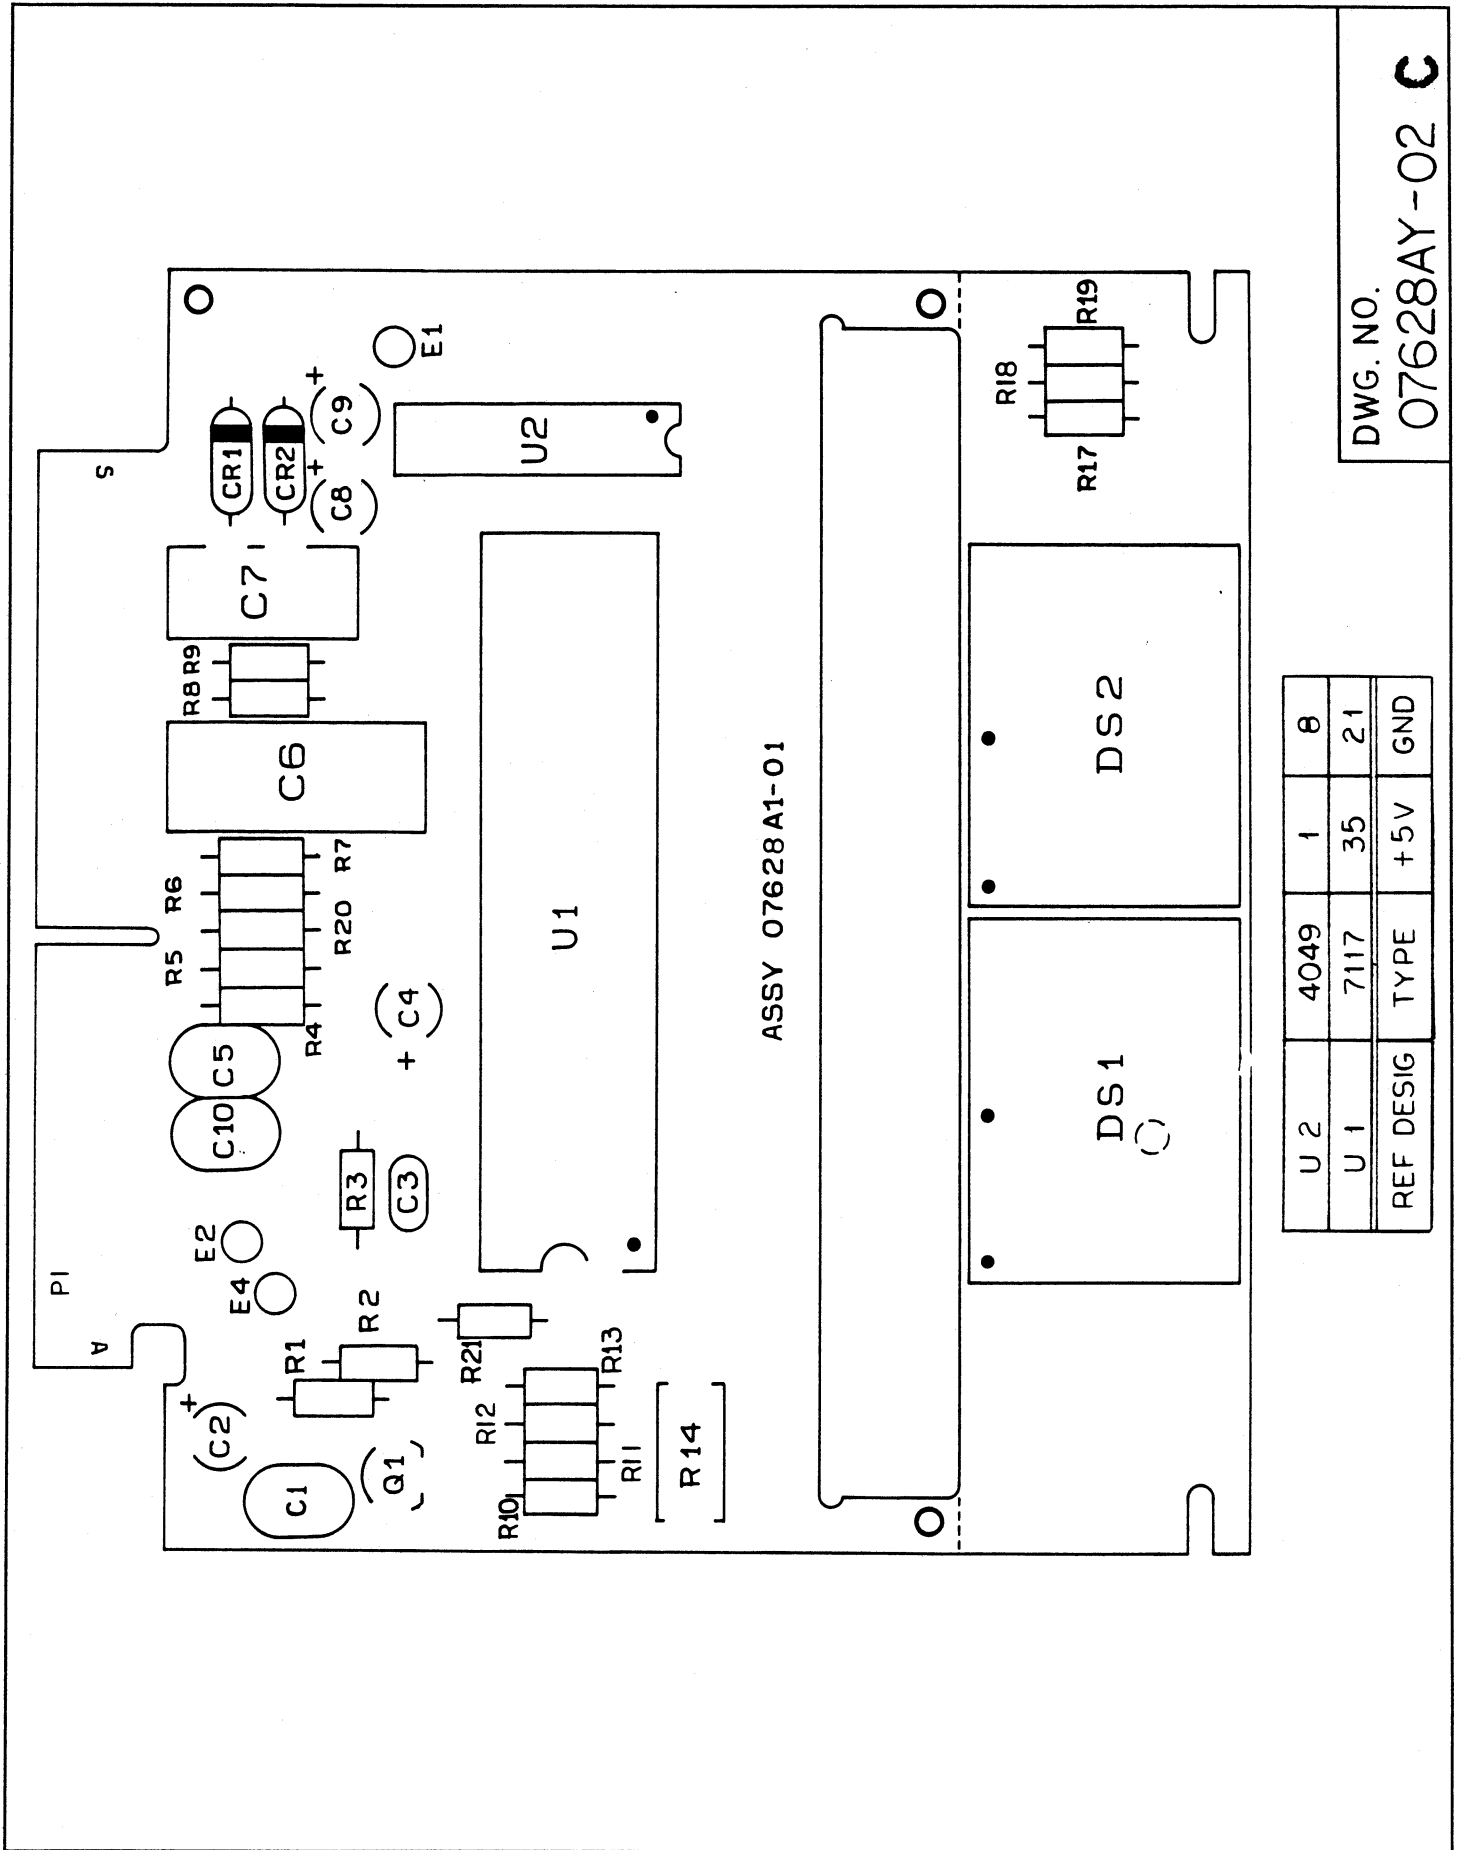 P1
A
S
C2
C1
Q1
R1
R2
E4
E2
R3
C3
C10
C5
R4
C4
R5
R6
R20
R7
C6
R8
R9
C7
CR1
CR2
C8
C9
E1
U2
U1
R21
R12
R13
R10
R11
R14
ASSY 07628A1-01
DS1
DS2
R18
R17
R19
U 2 4049 1 8
U 1 7117 35 21
REF DESIG TYPE +5V GND
DWG. NO.
07628AY-02 C
+
+
+
+